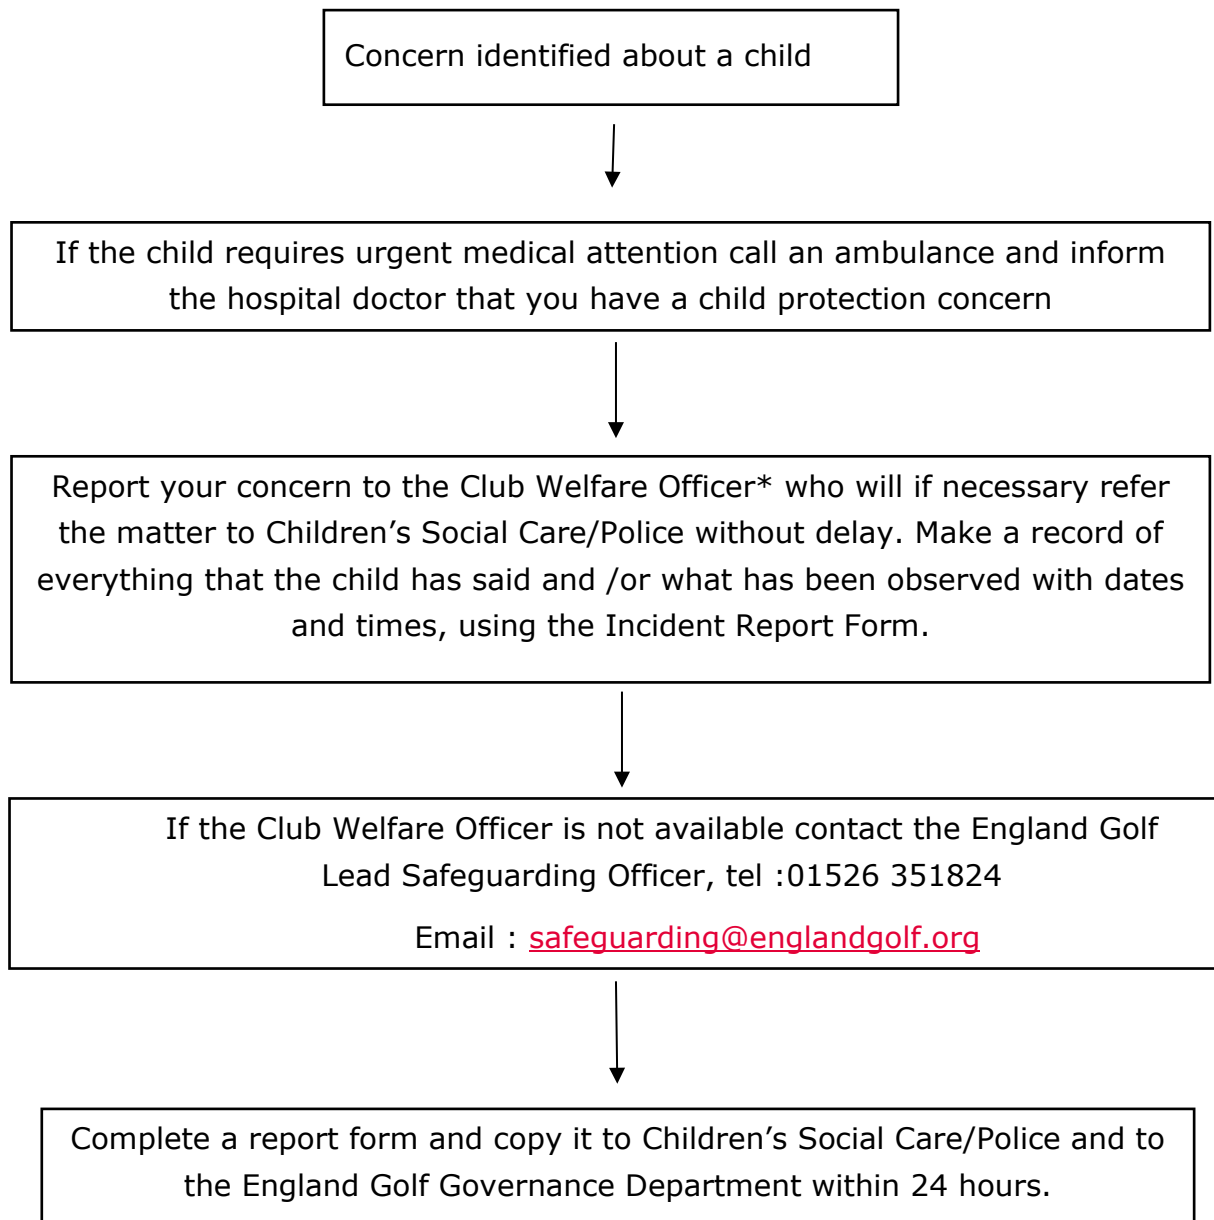 Concern identified about a child
If the child requires urgent medical attention call an ambulance and inform
the hospital doctor that you have a child protection concern
Report your concern to the Club Welfare Officer* who will if necessary refer
the matter to Children’s Social Care/Police without delay. Make a record of
everything that the child has said and /or what has been observed with dates
and times, using the Incident Report Form.
If the Club Welfare Officer is not available contact the England Golf
Lead Safeguarding Officer, tel :01526 351824
Email : safeguarding@englandgolf.org
Complete a report form and copy it to Children’s Social Care/Police and to
the England Golf Governance Department within 24 hours.